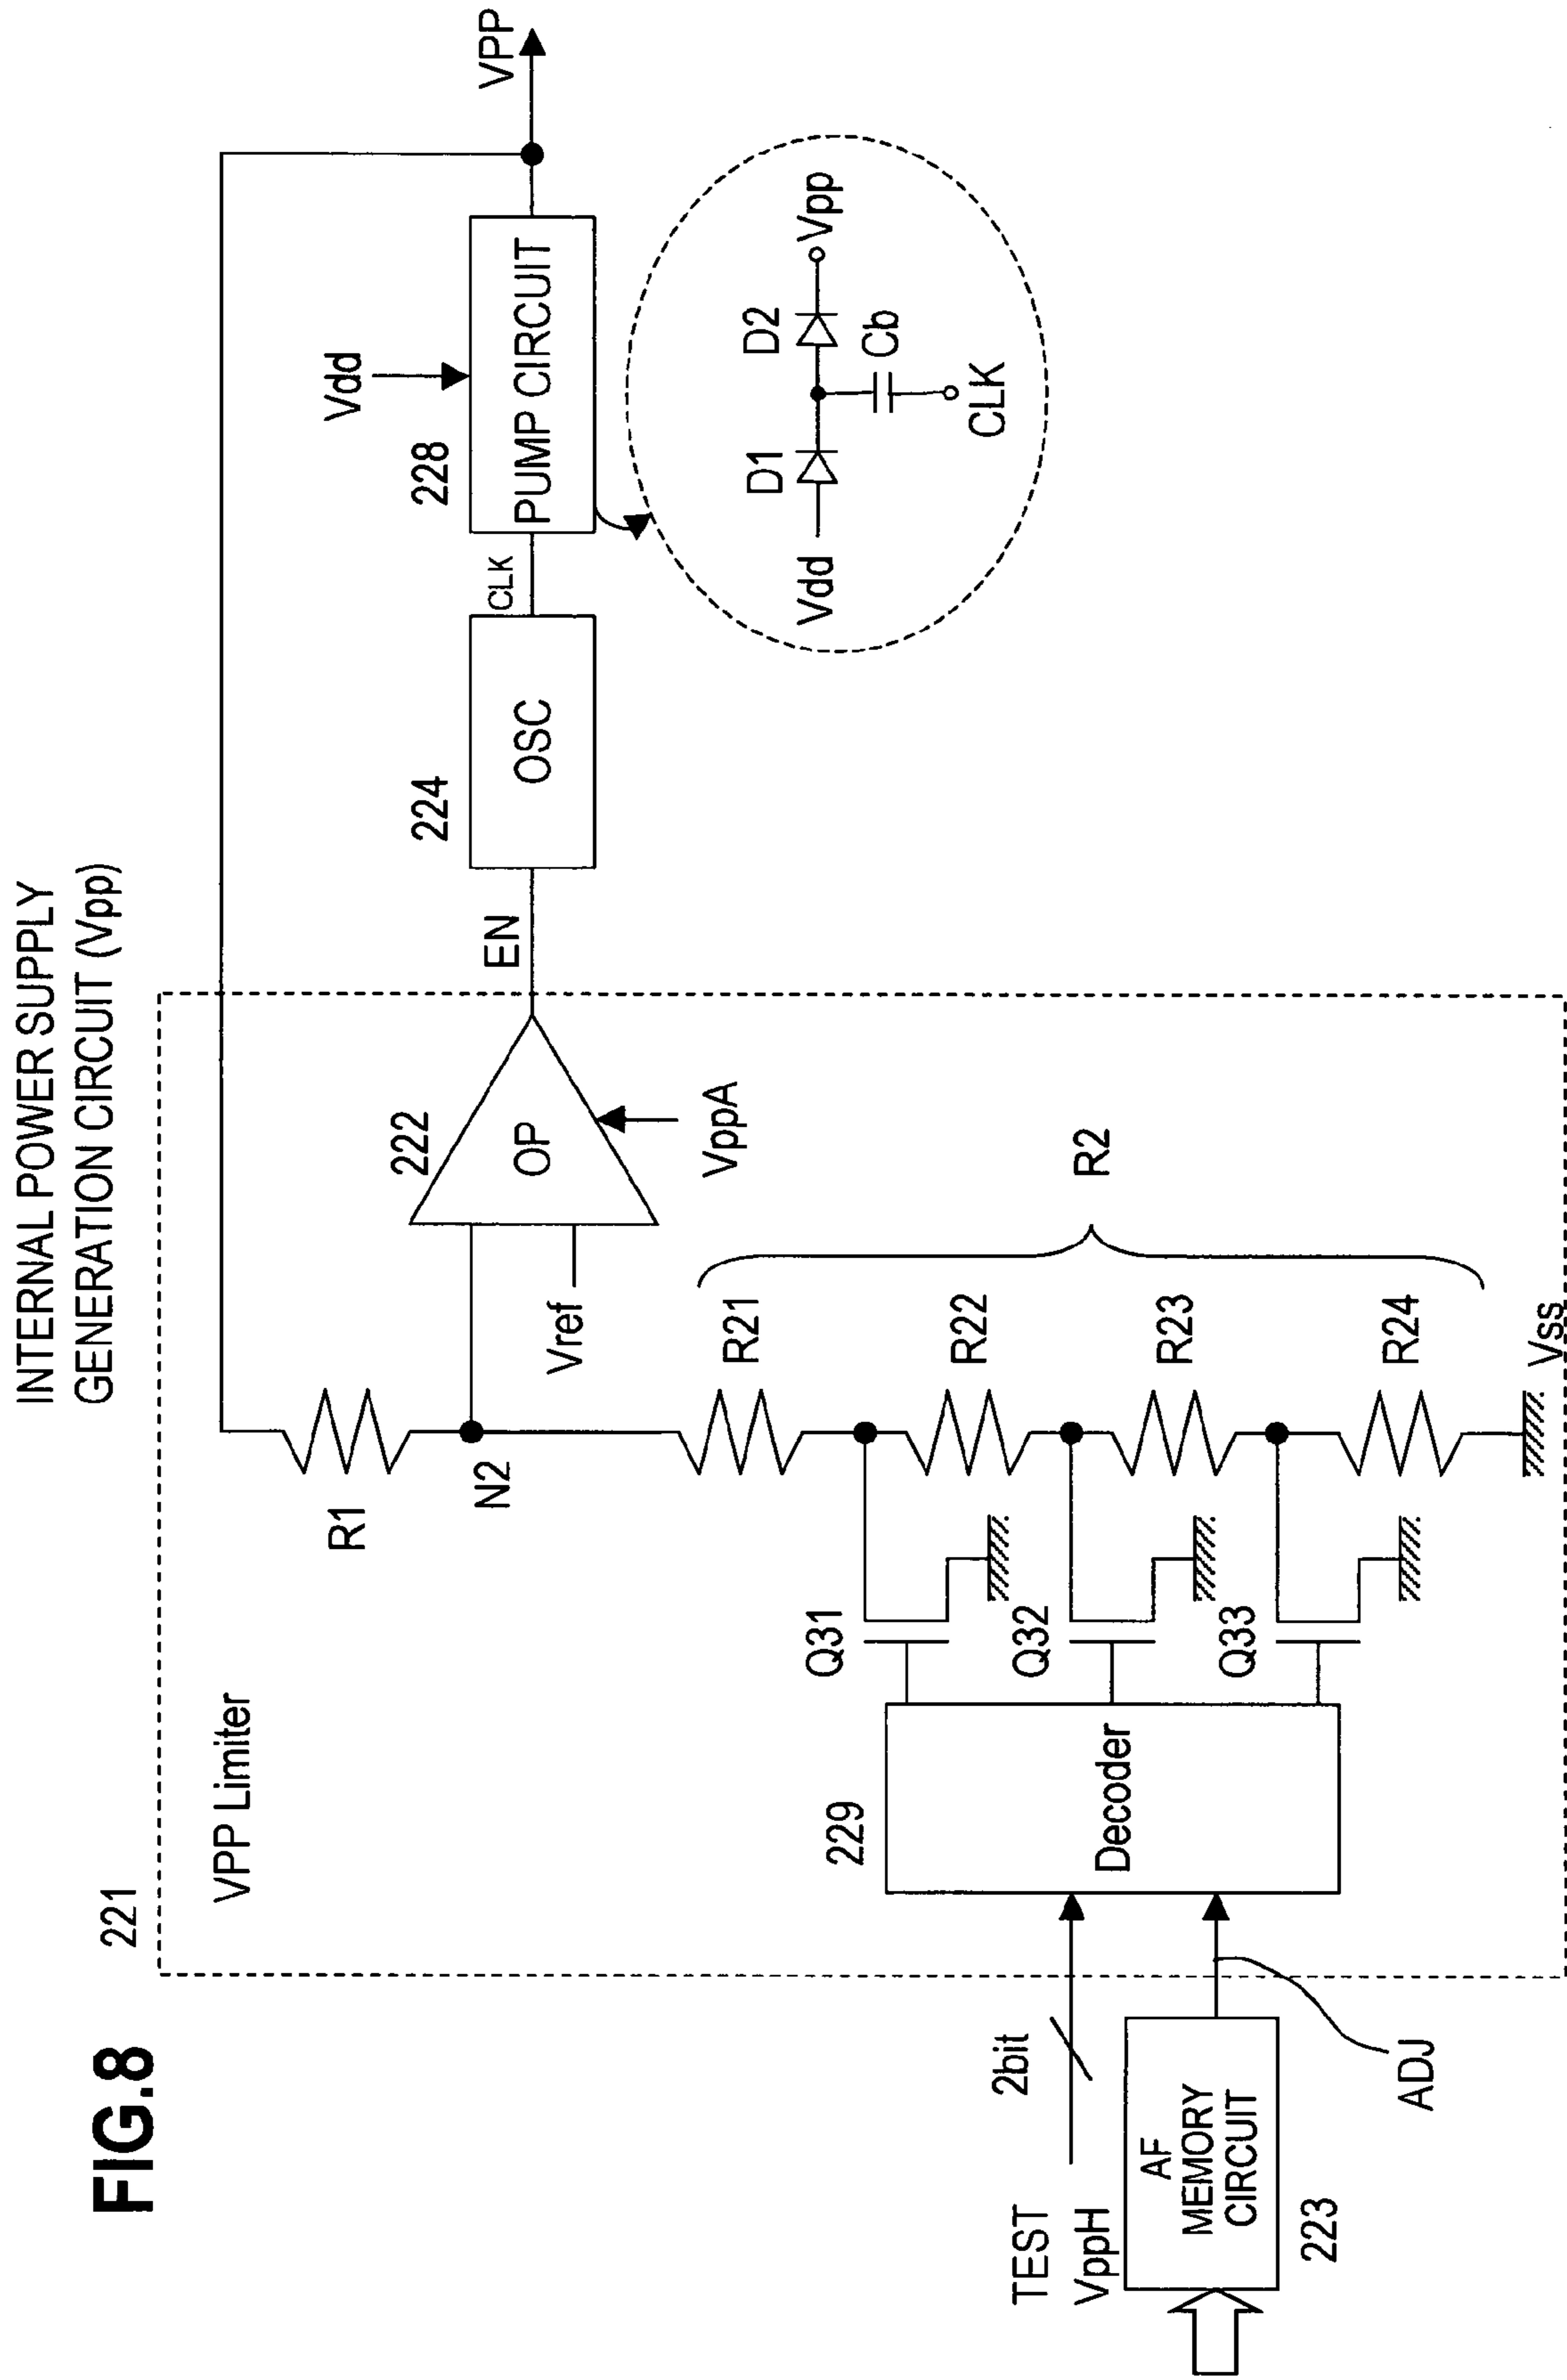 FIG.8
INTERNAL POWER SUPPLY
GENERATION CIRCUIT (Vpp)
221
VPP Limiter
R1
N2
222
OP
Vref
VppA
EN
224
OSC
CLK
228
PUMP CIRCUIT
Vdd
VPP
Vdd
D1
D2
Vpp
Cb
CLK
R21
R22
R23
R24
R2
Vss
Q31
Q32
Q33
229
Decoder
2bit
TEST
VppH
AF
MEMORY
CIRCUIT
223
ADJ